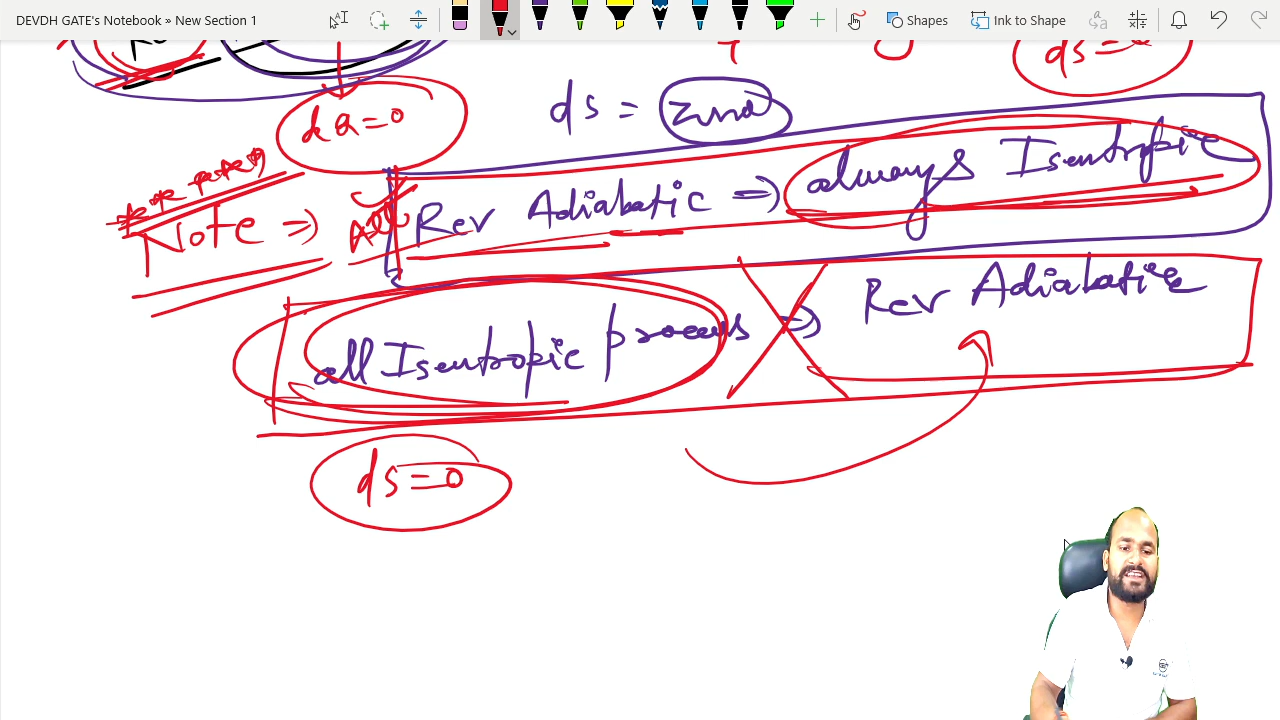 DEVDH GATE's Notebook » New Section 1
Shapes
Ink to Shape
ds=0
ds = zero
dQ=0
Note ⇒ All Rev Adiabatic ⇒ always Isentropic
all Isentropic process ⇒ Rev Adiabatic
ds=0